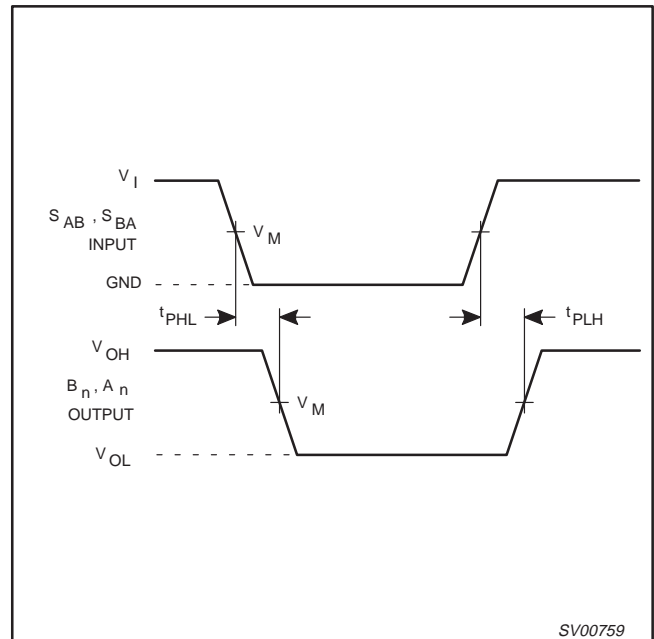 V I
S AB , S BA
INPUT
V M
GND
t PHL
t PLH
V OH
B n , A n
OUTPUT
V M
V OL
SV00759